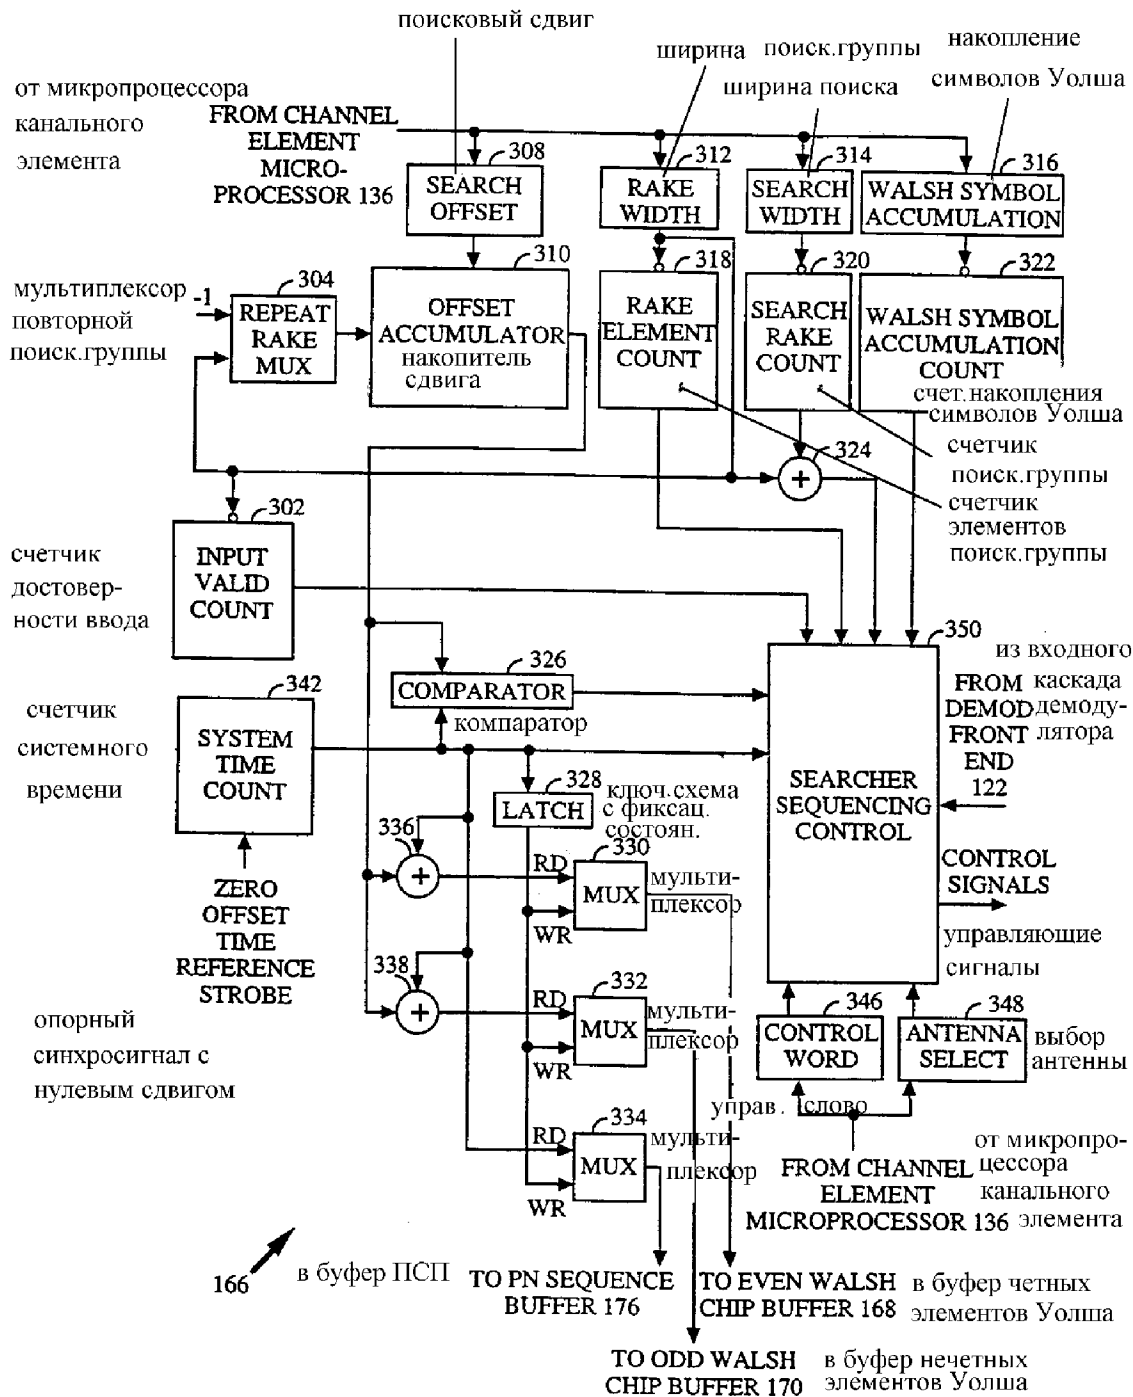 поисковый сдвиг
ширина поиск.группы
ширина поиска
накопление
символов Уолша
от микропроцессора
канального
элемента
FROM CHANNEL
ELEMENT
MICRO-
PROCESSOR 136
308
SEARCH
OFFSET
312
RAKE
WIDTH
314
SEARCH
WIDTH
316
WALSH SYMBOL
ACCUMULATION
мультиплексор
повторной
поиск.группы
-1
304
REPEAT
RAKE
MUX
310
OFFSET
ACCUMULATOR
накопитель
сдвига
318
RAKE
ELEMENT
COUNT
320
SEARCH
RAKE
COUNT
322
WALSH SYMBOL
ACCUMULATION
COUNT
счет.накопления
символов Уолша
324
+
счетчик
поиск.группы
счетчик
элементов
поиск.группы
302
INPUT
VALID
COUNT
счетчик
достовер-
ности ввода
326
COMPARATOR
компаратор
350
SEARCHER
SEQUENCING
CONTROL
из входного
каскада
демоду-
лятора
FROM
DEMOD
FRONT
END
122
342
SYSTEM
TIME
COUNT
счетчик
системного
времени
328
LATCH
ключ.схема
с фиксац.
состоян.
336
+
RD
WR
330
MUX
мульти-
плексор
CONTROL
SIGNALS
управляющие
сигналы
ZERO
OFFSET
TIME
REFERENCE
STROBE
338
+
RD
WR
332
MUX
мульти-
плексор
346
CONTROL
WORD
348
ANTENNA
SELECT
выбор
антенны
опорный
синхросигнал с
нулевым сдвигом
управ. слово
RD
WR
334
MUX
мульти-
плексор
FROM CHANNEL
ELEMENT
MICROPROCESSOR 136
от микропро-
цессора
канального
элемента
166
в буфер ПСП
TO PN SEQUENCE
BUFFER 176
TO EVEN WALSH
CHIP BUFFER 168
в буфер четных
элементов Уолша
TO ODD WALSH
CHIP BUFFER 170
в буфер нечетных
элементов Уолша